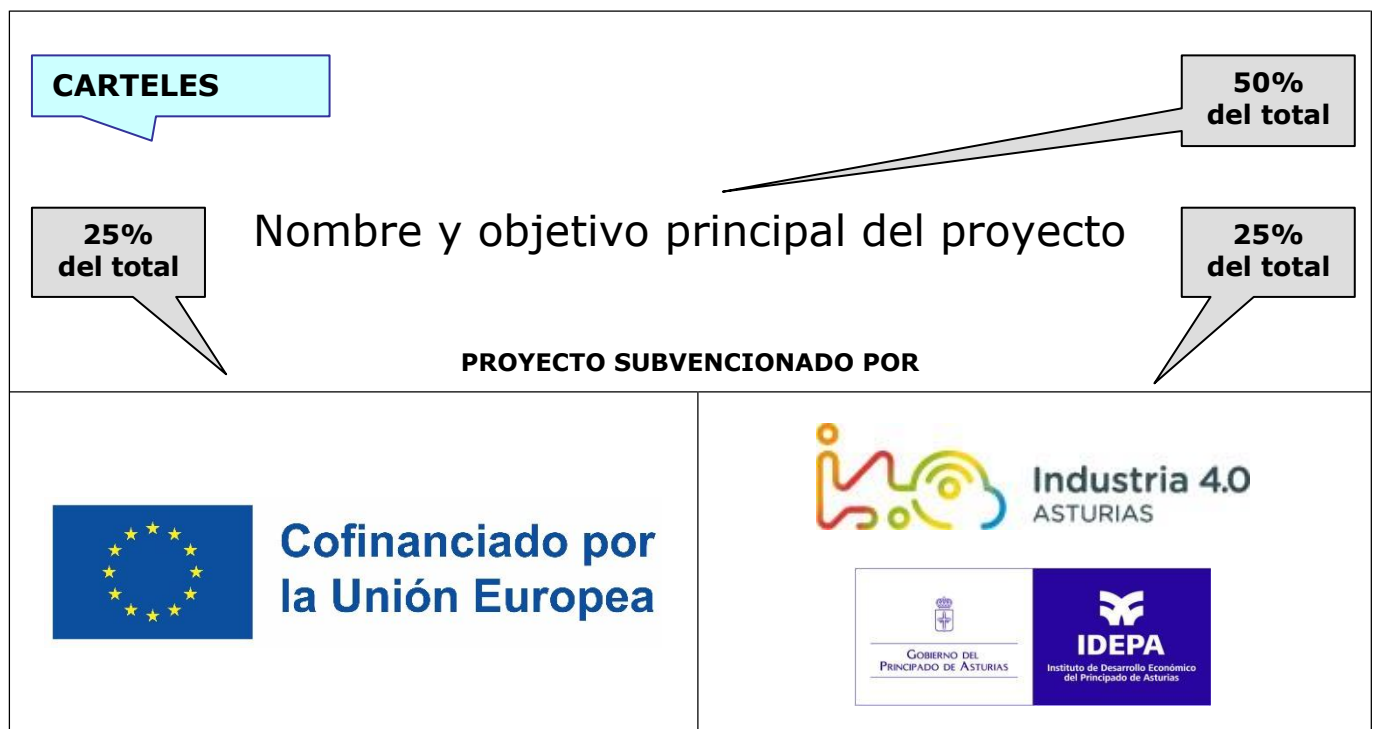 CARTELES
50%
del total
25%
del total
Nombre y objetivo principal del proyecto
25%
del total
PROYECTO SUBVENCIONADO POR
Cofinanciado por
la Unión Europea
Industria 4.0
ASTURIAS
GOBIERNO DEL
PRINCIPADO DE ASTURIAS
IDEPA
Instituto de Desarrollo Económico
del Principado de Asturias